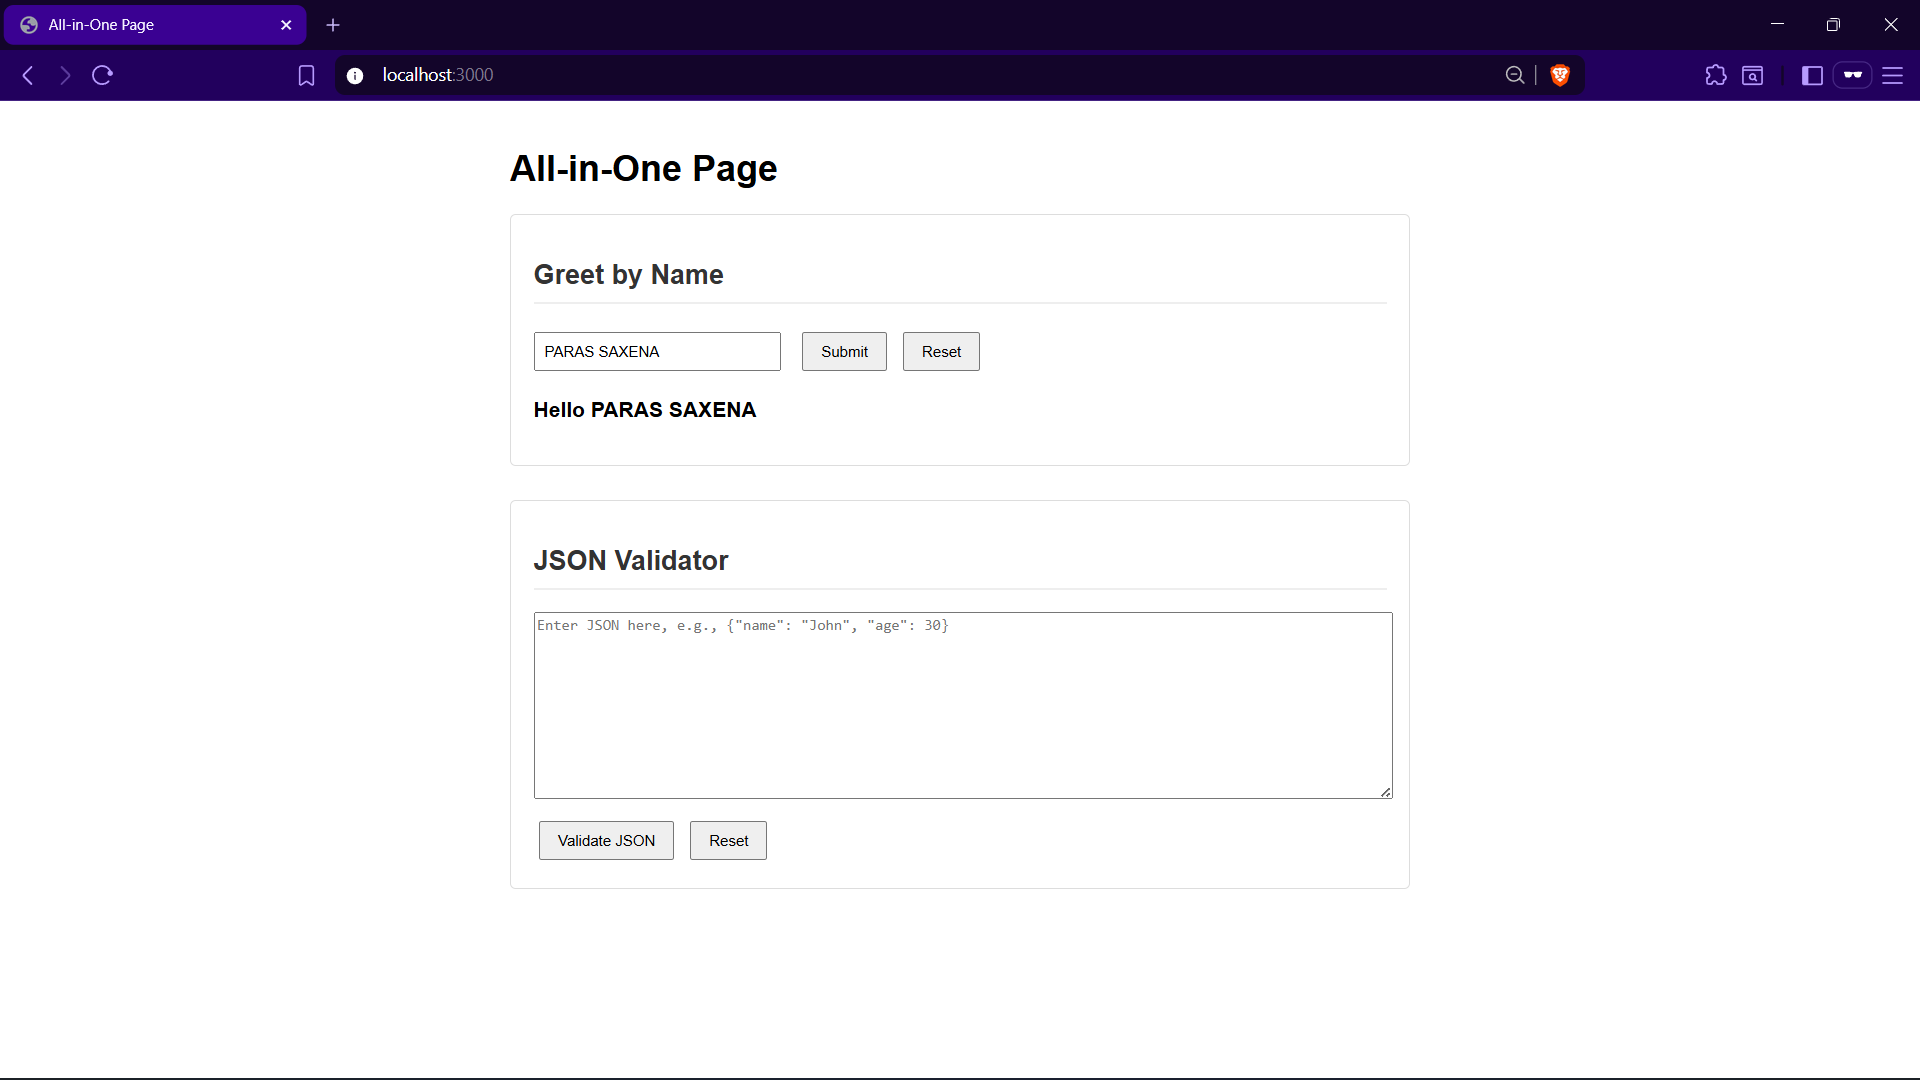 All-in-One Page
localhost:3000
All-in-One Page
Greet by Name
PARAS SAXENA Submit Reset
Hello PARAS SAXENA
JSON Validator
Enter JSON here, e.g., {"name": "John", "age": 30}
Validate JSON Reset